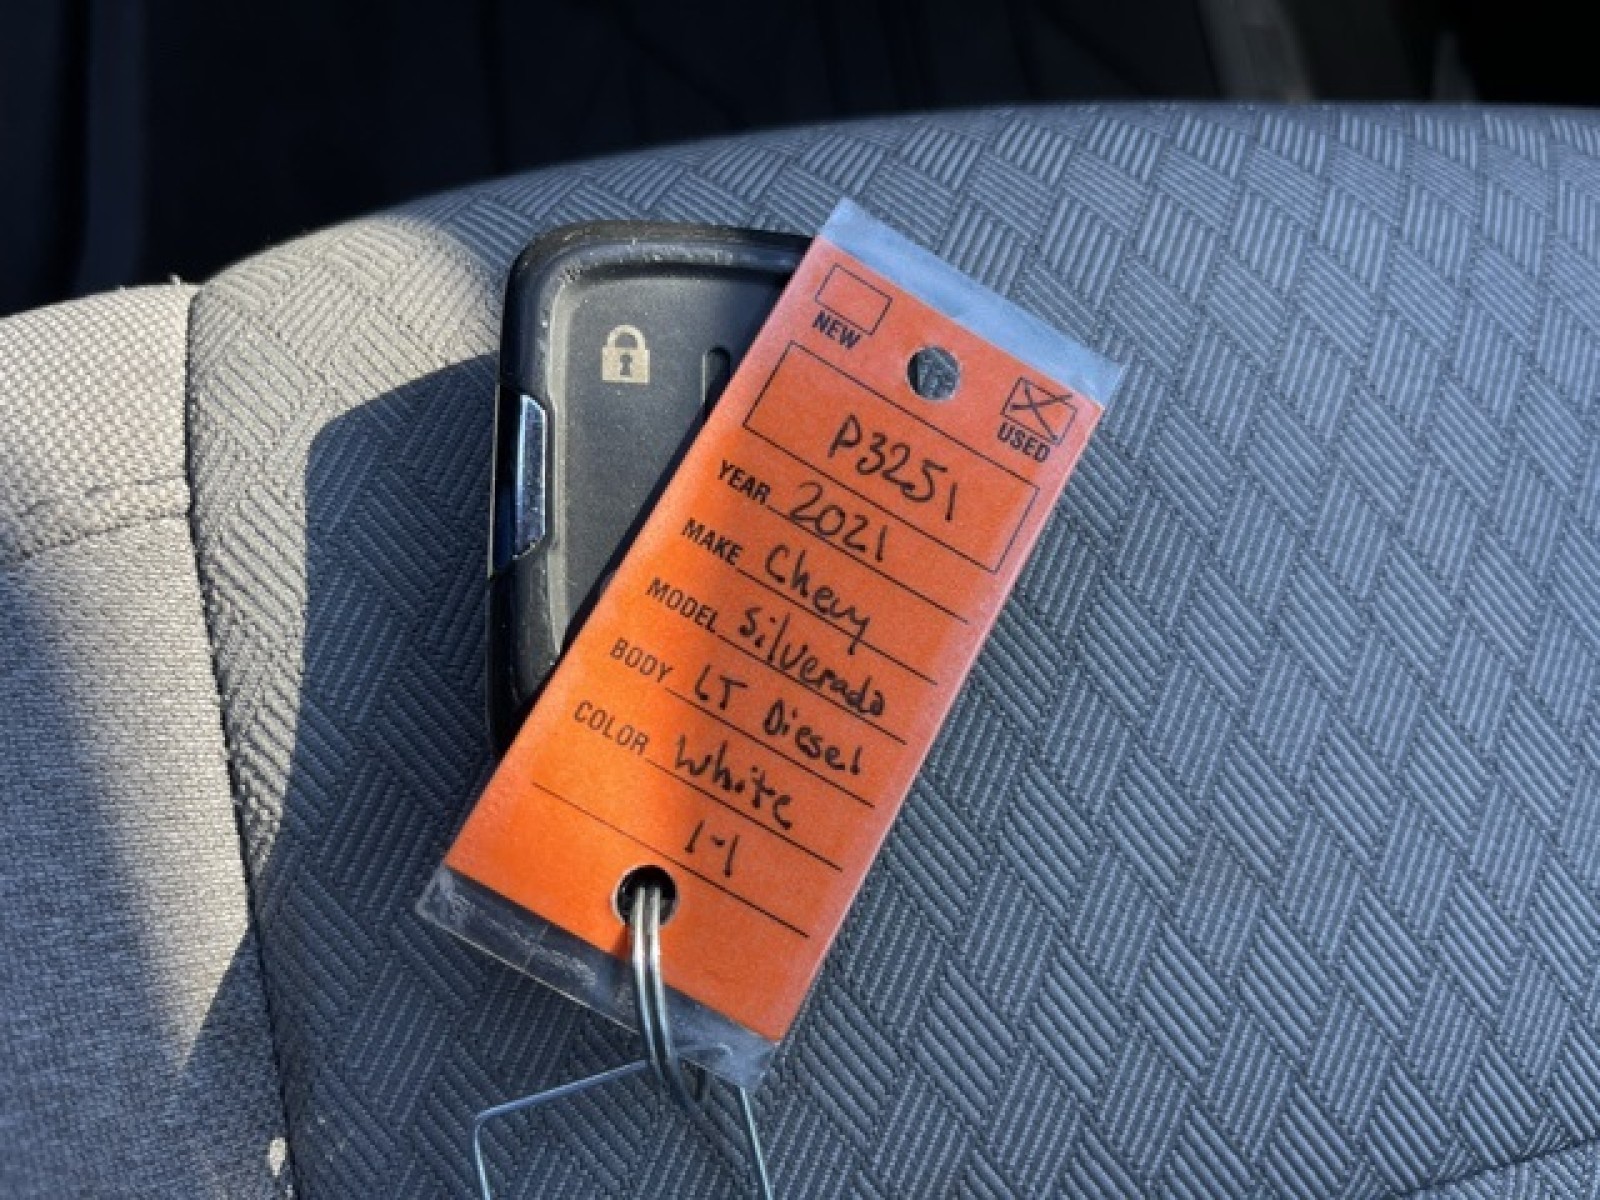 NEW
USED
P3251
YEAR 2021
MAKE Chevy
MODEL Silverado
BODY LT Diesel
COLOR White
1-1